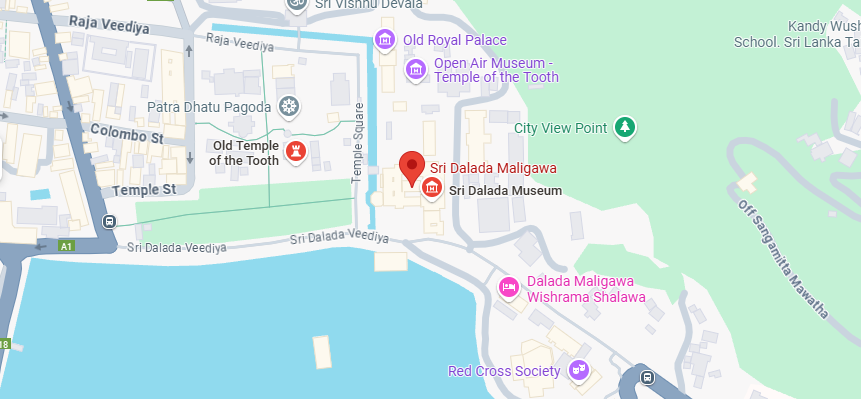 Sri Vishnu Devala
Raja Veediya
Raja Veediya
Old Royal Palace
Kandy Wush
School. Sri Lanka Ta
Open Air Museum -
Temple of the Tooth
Patra Dhatu Pagoda
Colombo St
City View Point
Old Temple
of the Tooth
Temple Square
Sri Dalada Maligawa
Sri Dalada Museum
Temple St
Off Sangamitta Mawatha
Sri Dalada Veediya
Sri Dalada Veediya
A1
Dalada Maligawa
Wishrama Shalawa
18
Red Cross Society